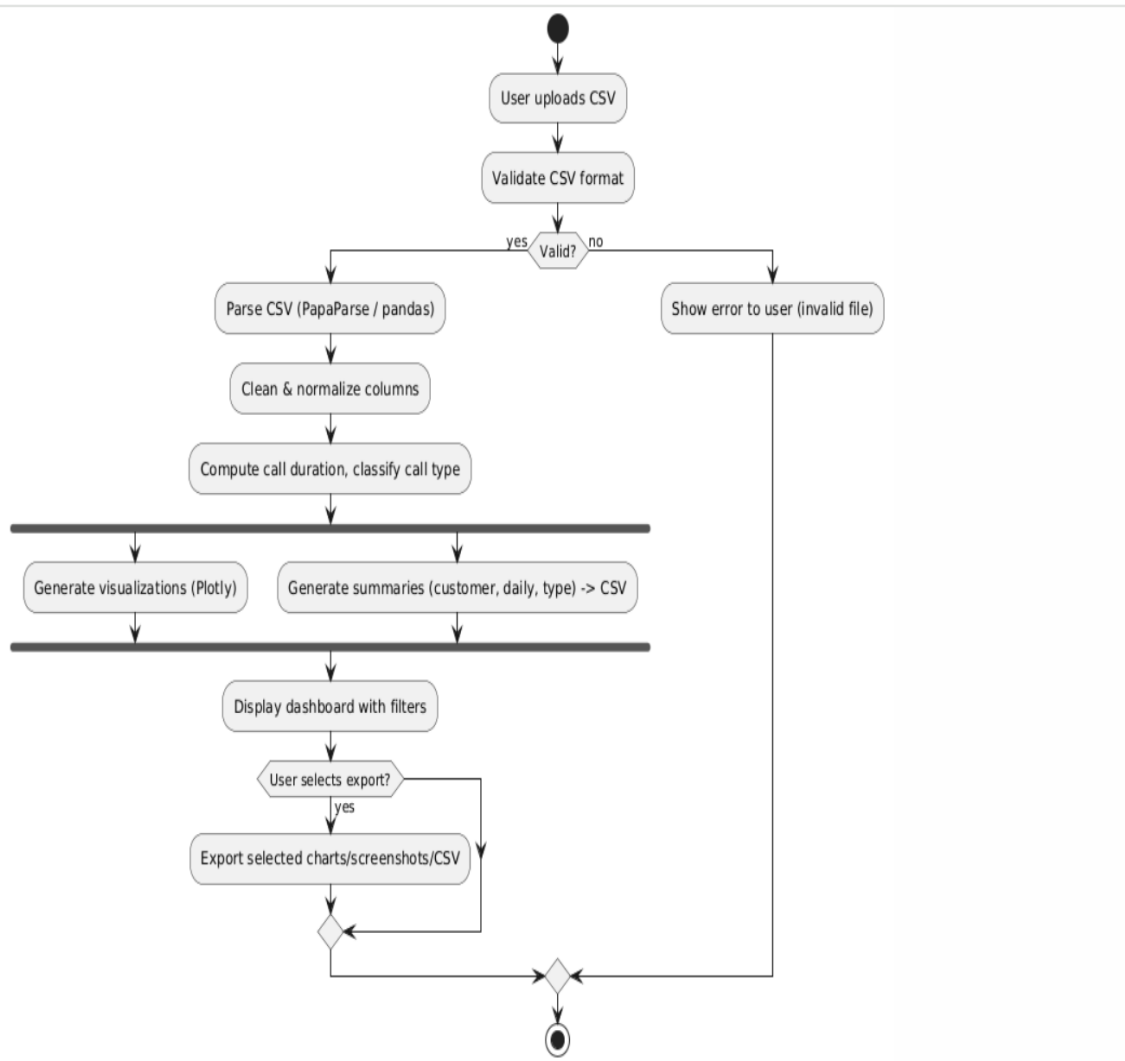 User uploads CSV
Validate CSV format
yes
Valid?
no
Parse CSV (PapaParse / pandas)
Show error to user (invalid file)
Clean & normalize columns
Compute call duration, classify call type
Generate visualizations (Plotly)
Generate summaries (customer, daily, type) -> CSV
Display dashboard with filters
User selects export?
yes
Export selected charts/screenshots/CSV